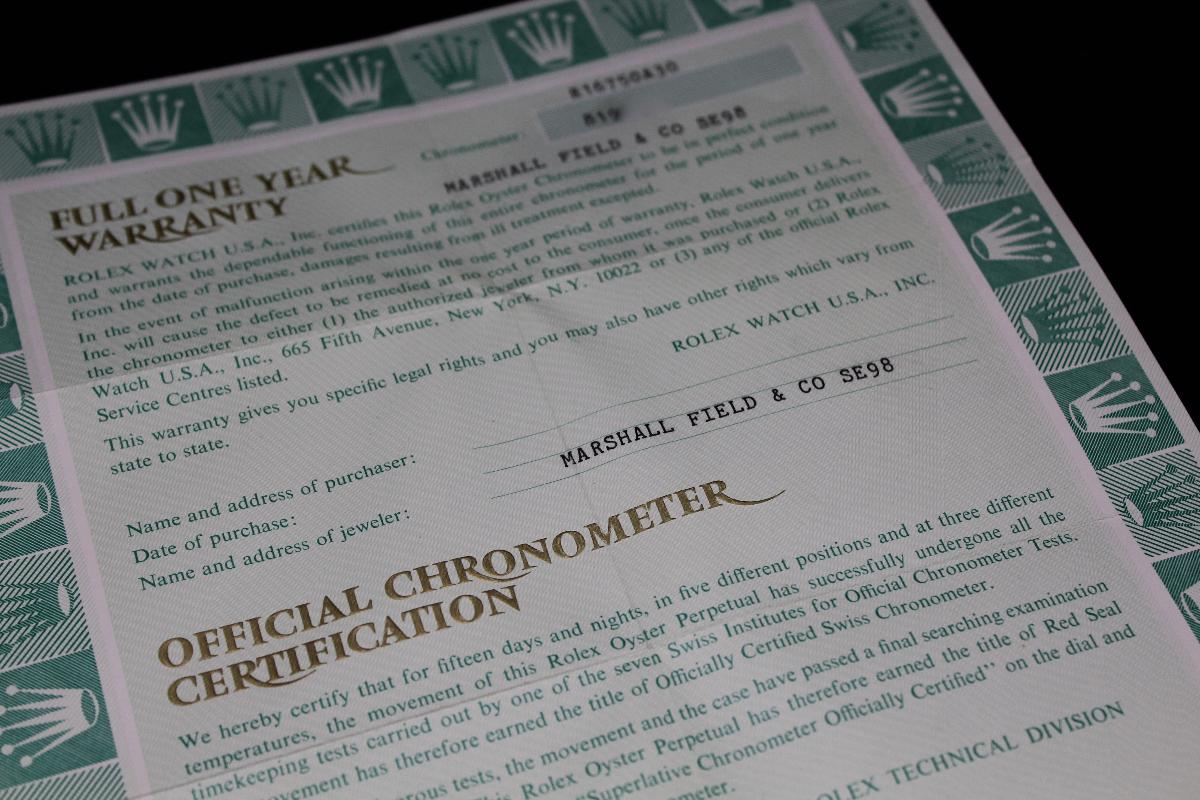 R16750A30
Chronometer: 819
MARSHALL FIELD & CO SE98
FULL ONE YEAR
WARRANTY
ROLEX WATCH U.S.A., Inc. certifies this Rolex Oyster Chronometer to be in perfect condition
and warrants the dependable functioning of this entire chronometer for the period of one year
from the date of purchase, damages resulting from ill treatment excepted.
In the event of malfunction arising within the one year period of warranty, Rolex Watch U.S.A.,
Inc. will cause the defect to be remedied at no cost to the consumer, once the consumer delivers
the chronometer to either (1) the authorized jeweler from whom it was purchased or (2) Rolex
Watch U.S.A., Inc., 665 Fifth Avenue, New York, N.Y. 10022 or (3) any of the official Rolex
Service Centres listed.
This warranty gives you specific legal rights and you may also have other rights which vary from
state to state.
ROLEX WATCH U.S.A., INC.
Name and address of purchaser:
Date of purchase:
Name and address of jeweler:
MARSHALL FIELD & CO SE98
OFFICIAL CHRONOMETER
CERTIFICATION
We hereby certify that for fifteen days and nights, in five different positions and at three different
temperatures, the movement of this Rolex Oyster Perpetual has successfully undergone all the
timekeeping tests carried out by one of the seven Swiss Institutes for Official Chronometer Tests.
has therefore earned the title of Officially Certified Swiss Chronometer.
tests, the movement and the case have passed a final searching examination
This Rolex Oyster Perpetual has therefore earned the title of Red Seal
“Superlative Chronometer Officially Certified” on the dial and
TECHNICAL DIVISION